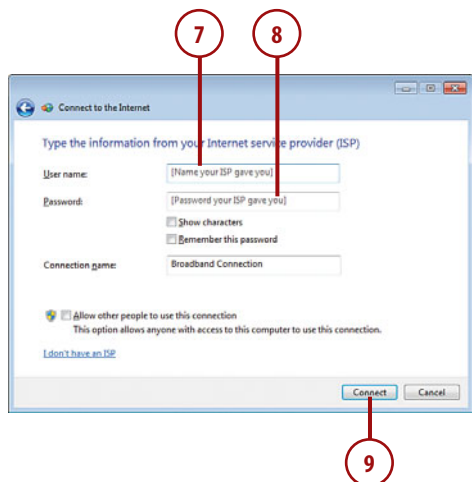 7 8
Connect to the Internet
Type the information from your Internet service provider (ISP)
User name: [Name your ISP gave you]
Password: [Password your ISP gave you]
Show characters
Remember this password
Connection name: Broadband Connection
Allow other people to use this connection
This option allows anyone with access to this computer to use this connection.
I don't have an ISP
Connect Cancel
9